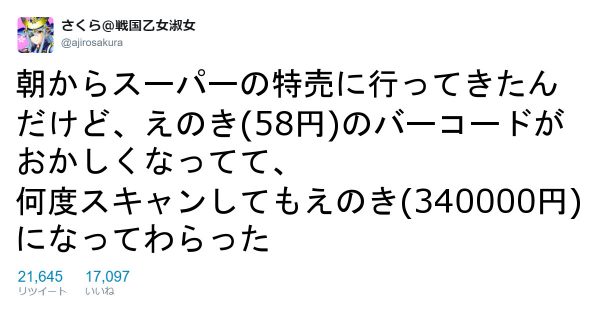 さくら@戦国乙女淑女
@ajirosakura
朝からスーパーの特売に行ってきたん
だけど、えのき(58円)のバーコードが
おかしくなってて、
何度スキャンしてもえのき(340000円)
になってわらった
21,645 17,097
リツイート いいね